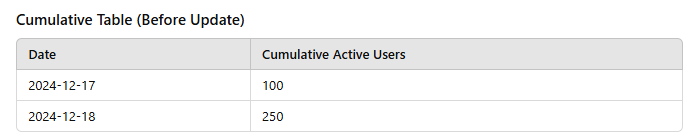 Cumulative Table (Before Update)
Date Cumulative Active Users
2024-12-17 100
2024-12-18 250